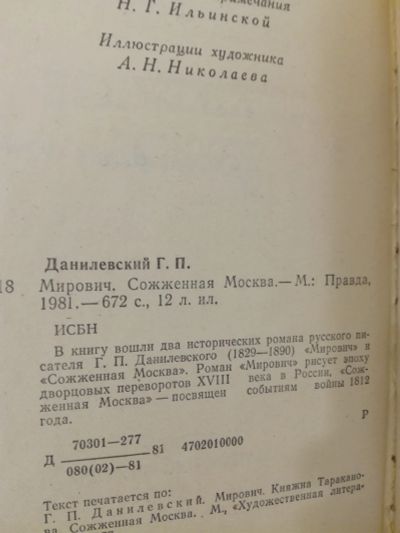 примечания
Н. Г. Ильинской
Иллюстрации художника
А. Н. Николаева
Данилевский Г. П.
18 Мирович. Сожженная Москва.— М.: Правда,
1981.— 672 с., 12 л. ил.
ИСБН
В книгу вошли два исторических романа русского пи-
сателя Г. П. Данилевского (1829—1890) «Мирович» и
«Сожженная Москва». Роман «Мирович» рисует эпоху
дворцовых переворотов XVIII века в России, «Сож-
женная Москва» — посвящен событиям войны 1812
года.
Р
70301—277
Д 81 4702010000
080(02)—81
Текст печатается по:
Г. П. Данилевский. Мирович. Княжна Таракано-
ва. Сожженная Москва. М., «Художественная литера-